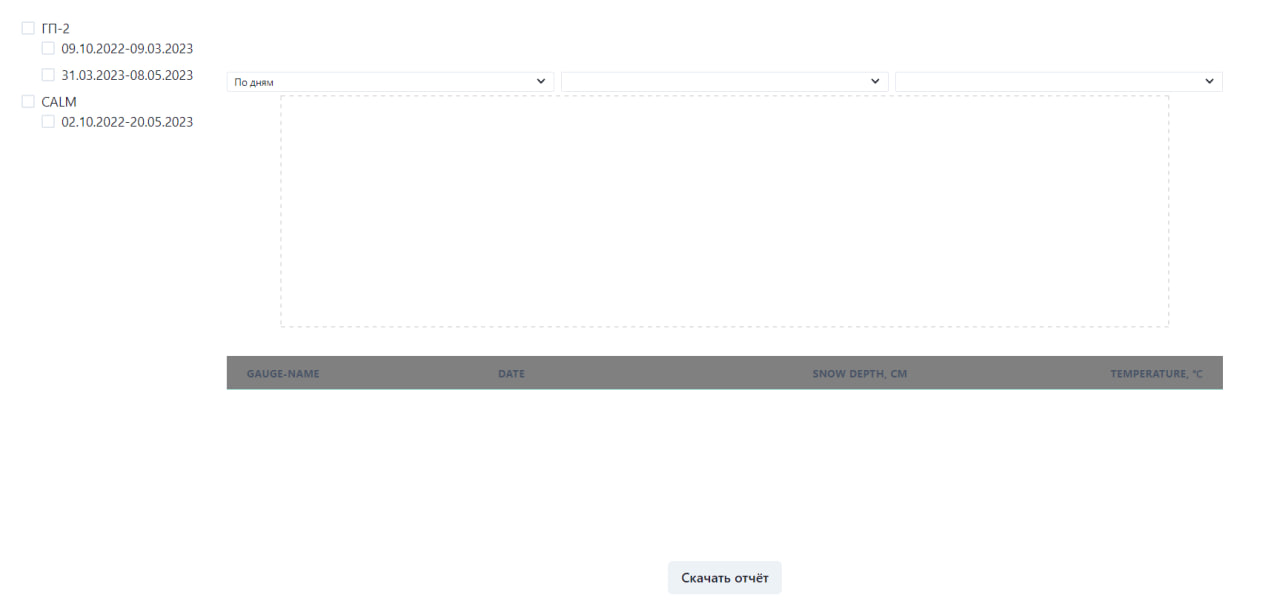 ГП-2
09.10.2022-09.03.2023
31.03.2023-08.05.2023
CALM
02.10.2022-20.05.2023
По дням
GAUGE-NAME DATE SNOW DEPTH, CM TEMPERATURE, °C
Скачать отчёт